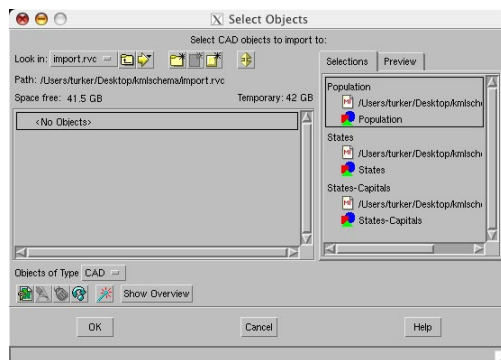 Select Objects
Select CAD objects to import to:
Look in: import.rvc
Path: /Users/turker/Desktop/kmlschema/import.rvc
Space free: 41.5 GB
Temporary: 42 GB
<No Objects>
Objects of Type CAD
Show Overview
Selections
Preview
Population
/Users/turker/Desktop/kmlsch
Population
States
/Users/turker/Desktop/kmlsch
States
States-Capitals
/Users/turker/Desktop/kmlsch
States-Capitals
OK
Cancel
Help